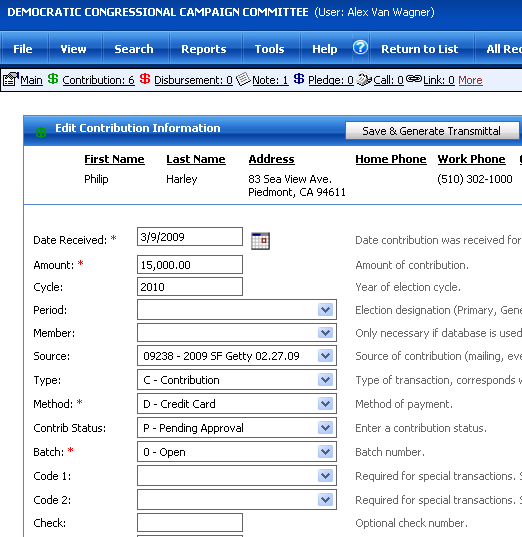 DEMOCRATIC CONGRESSIONAL CAMPAIGN COMMITTEE (User: Alex Van Wagner)
File View Search Reports Tools Help ? Return to List All Rec
Main $ Contribution: 6 $ Disbursement: 0 Note: 1 $ Pledge: 0 Call: 0 Link: 0 More
Edit Contribution Information Save & Generate Transmittal
First Name Last Name Address Home Phone Work Phone
Philip Harley 83 Sea View Ave. (510) 302-1000
Piedmont, CA 94611
Date Received: * 3/9/2009 Date contribution was received for
Amount: * 15,000.00 Amount of contribution.
Cycle: 2010 Year of election cycle.
Period: Election designation (Primary, Gene
Member: Only necessary if database is used
Source: 09238 - 2009 SF Getty 02.27.09 Source of contribution (mailing, eve
Type: C - Contribution Type of transaction, corresponds w
Method: * D - Credit Card Method of payment.
Contrib Status: P - Pending Approval Enter a contribution status.
Batch: * 0 - Open Batch number.
Code 1: Required for special transactions. S
Code 2: Required for special transactions. S
Check: Optional check number.